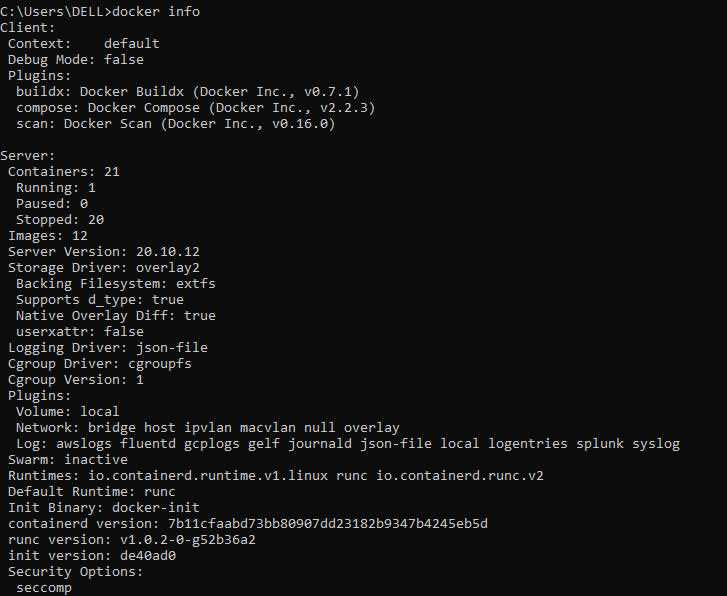 C:\Users\DELL>docker info
Client:
 Context:    default
 Debug Mode: false
 Plugins:
  buildx: Docker Buildx (Docker Inc., v0.7.1)
  compose: Docker Compose (Docker Inc., v2.2.3)
  scan: Docker Scan (Docker Inc., v0.16.0)

Server:
 Containers: 21
  Running: 1
  Paused: 0
  Stopped: 20
 Images: 12
 Server Version: 20.10.12
 Storage Driver: overlay2
  Backing Filesystem: extfs
  Supports d_type: true
  Native Overlay Diff: true
  userxattr: false
 Logging Driver: json-file
 Cgroup Driver: cgroupfs
 Cgroup Version: 1
 Plugins:
  Volume: local
  Network: bridge host ipvlan macvlan null overlay
  Log: awslogs fluentd gcplogs gelf journald json-file local logentries splunk syslog
 Swarm: inactive
 Runtimes: io.containerd.runtime.v1.linux runc io.containerd.runc.v2
 Default Runtime: runc
 Init Binary: docker-init
 containerd version: 7b11cfaabd73bb80907dd23182b9347b4245eb5d
 runc version: v1.0.2-0-g52b36a2
 init version: de40ad0
 Security Options:
  seccomp